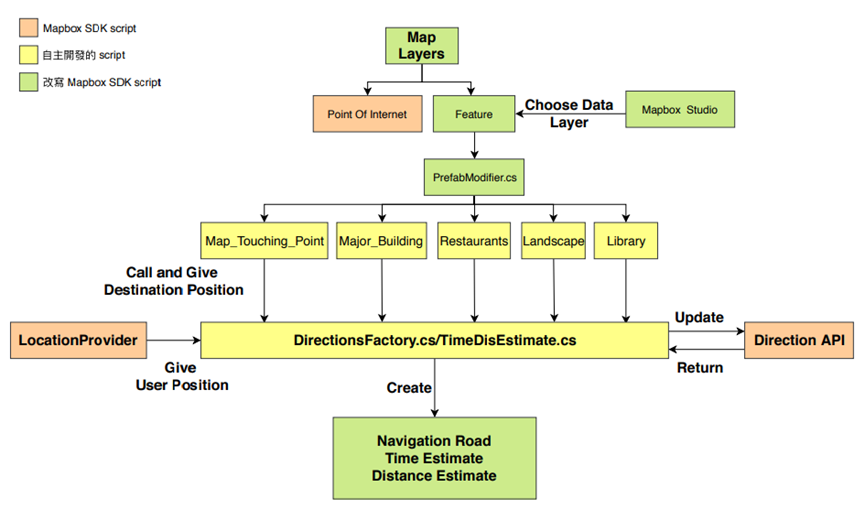 Mapbox SDK script
自主開發的 script
改寫 Mapbox SDK script
Map
Layers
Point Of Internet
Feature
Choose Data
Layer
Mapbox Studio
PrefabModifier.cs
Map_Touching_Point
Major_Building
Restaurants
Landscape
Library
Call and Give
Destination Position
LocationProvider
Give
User Position
DirectionsFactory.cs/TimeDisEstimate.cs
Update
Return
Direction API
Create
Navigation Road
Time Estimate
Distance Estimate